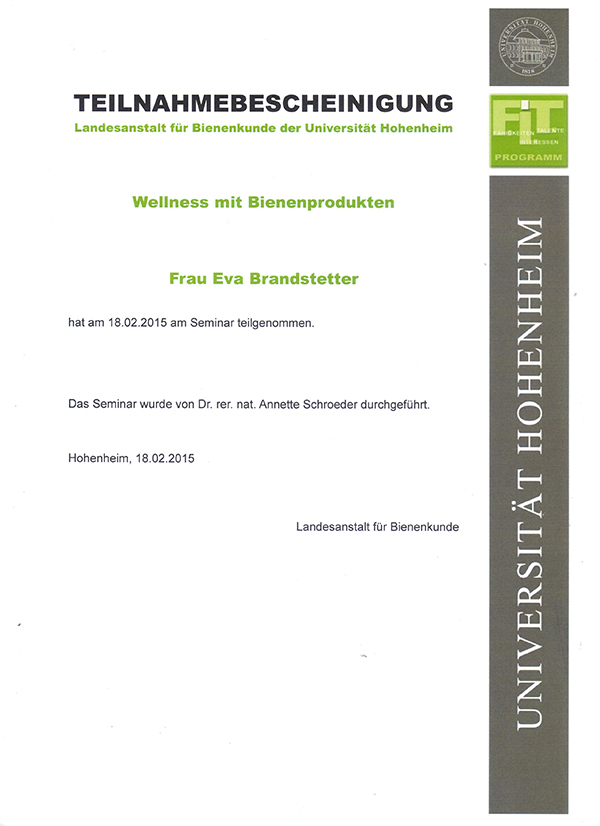 TEILNAHMEBESCHEINIGUNG
Landesanstalt für Bienenkunde der Universität Hohenheim
Wellness mit Bienenprodukten
Frau Eva Brandstetter
hat am 18.02.2015 am Seminar teilgenommen.
Das Seminar wurde von Dr. rer. nat. Annette Schroeder durchgeführt.
Hohenheim, 18.02.2015
Landesanstalt für Bienenkunde
UNIVERSITÄT HOHENHEIM
1818
FiT
FÄHIGKEITEN TALENTE
INTERESSEN
PROGRAMM
UNIVERSITÄT HOHENHEIM